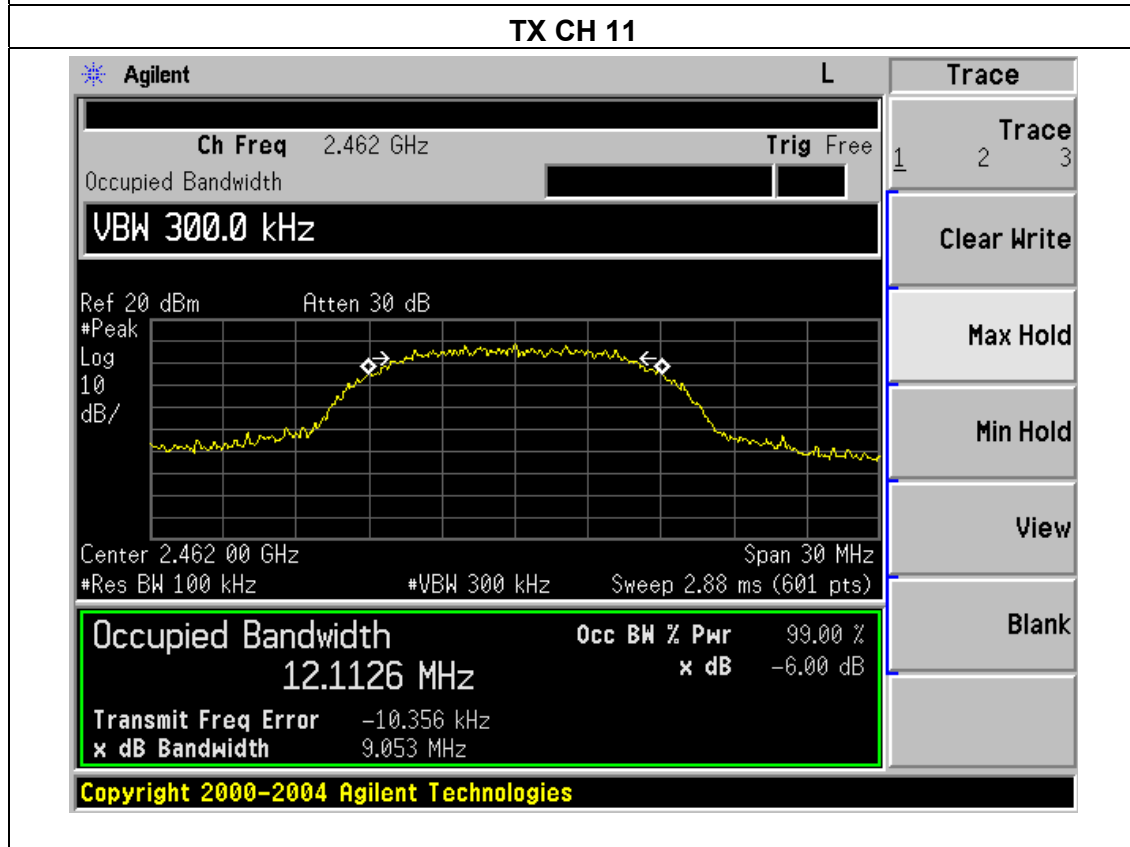 TX CH 11
Agilent L Trace
Ch Freq 2.462 GHz Trig Free
Occupied Bandwidth
Trace
1 2 3
VBW 300.0 kHz
Clear Write
Ref 20 dBm Atten 30 dB
#Peak
Log
10
dB/
Max Hold
Min Hold
View
Center 2.462 00 GHz Span 30 MHz
#Res BW 100 kHz #VBW 300 kHz Sweep 2.88 ms (601 pts)
Blank
Occupied Bandwidth Occ BW % Pwr 99.00 %
12.1126 MHz x dB -6.00 dB
Transmit Freq Error -10.356 kHz
x dB Bandwidth 9.053 MHz
Copyright 2000-2004 Agilent Technologies